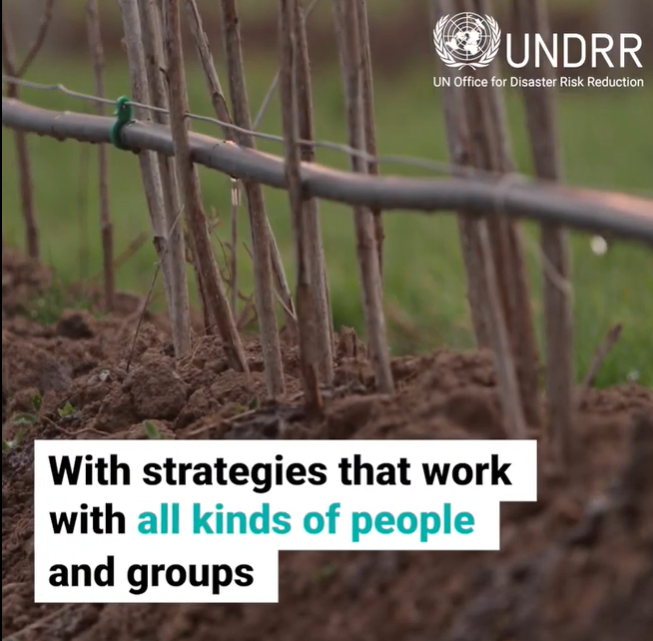 UNDRR
UN Office for Disaster Risk Reduction
With strategies that work
with all kinds of people
and groups